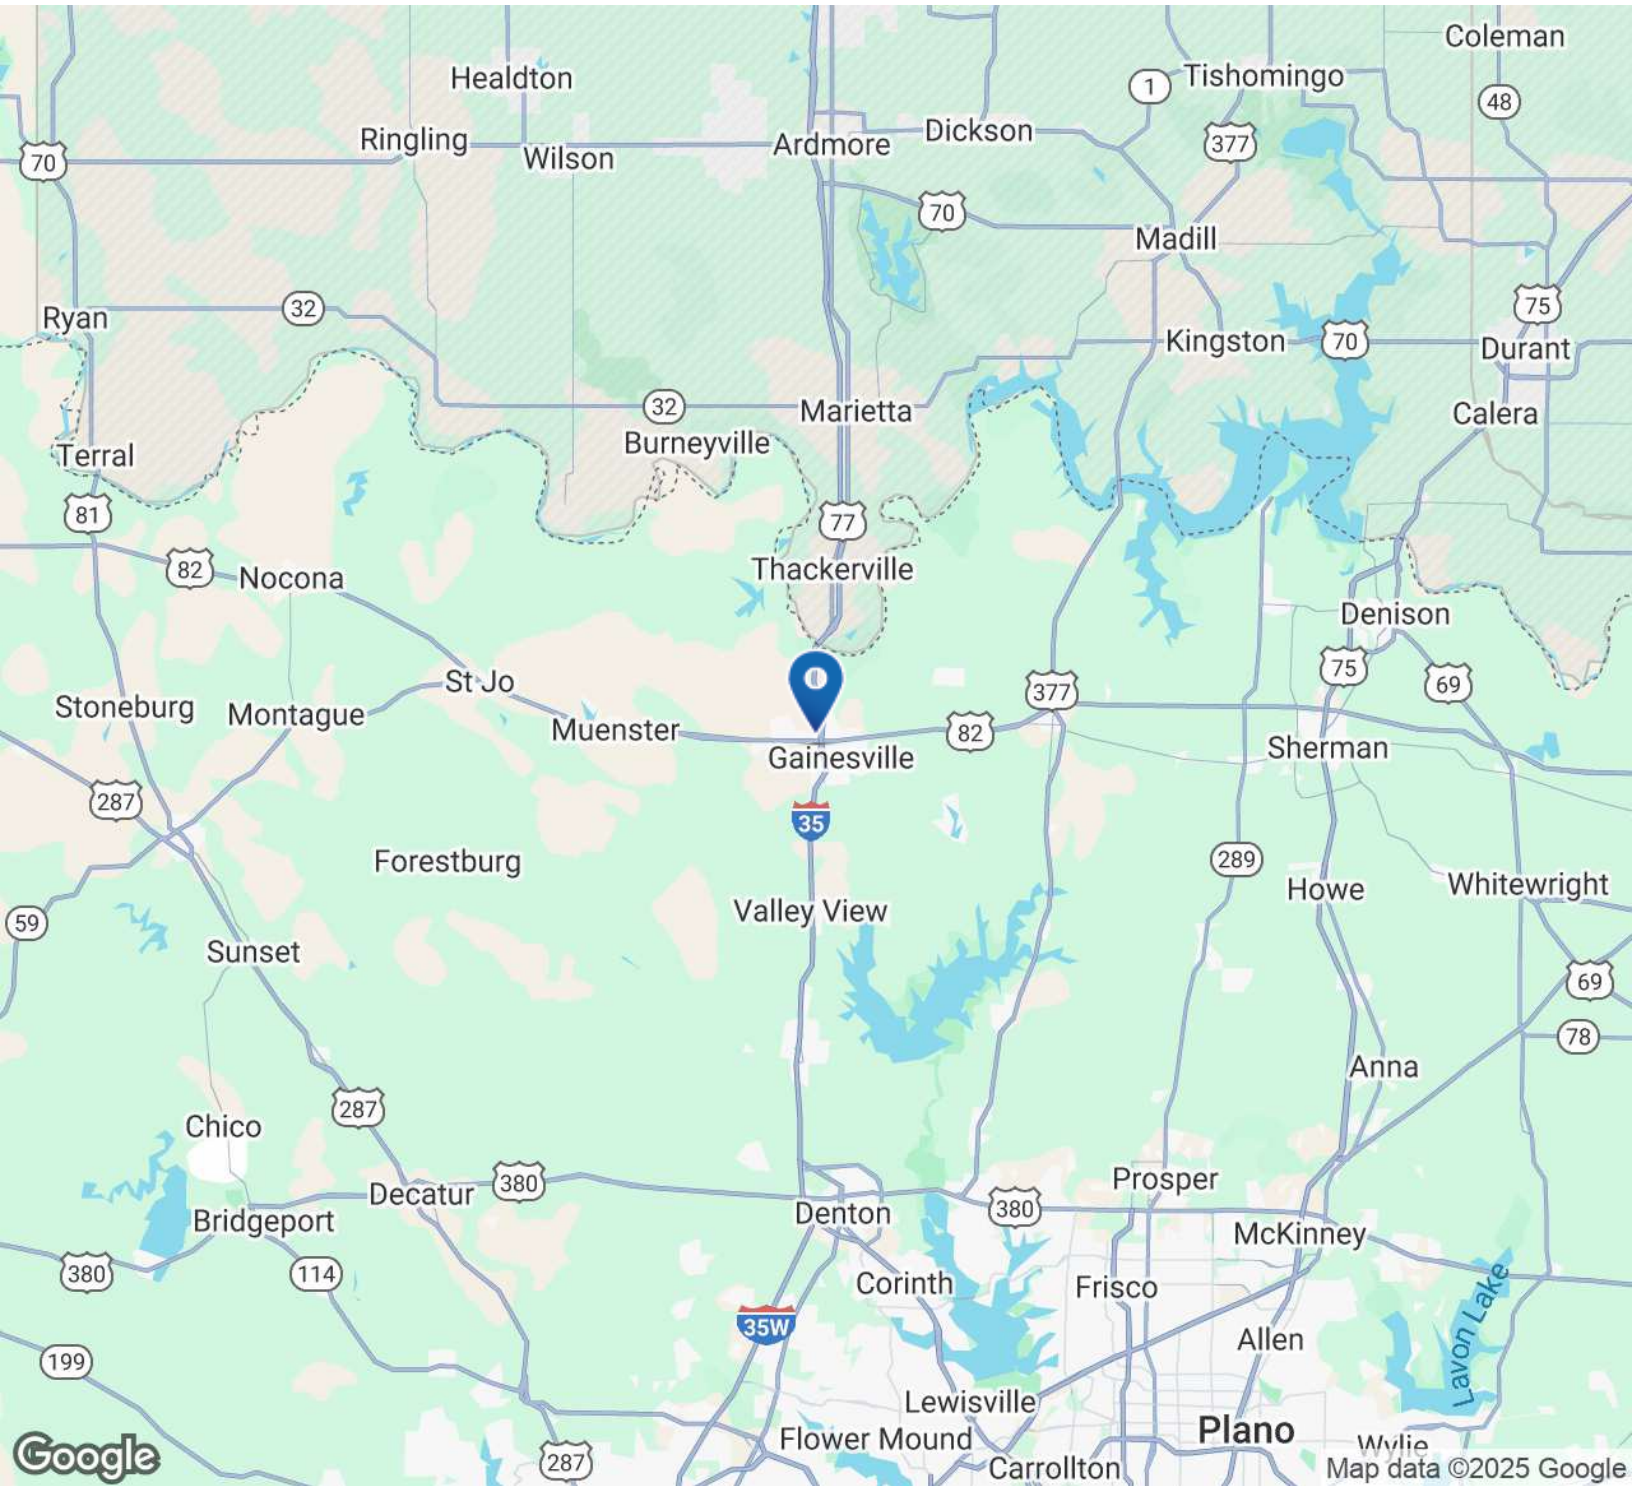 Coleman
Healdton
Tishomingo
1
48
Ringling
Ardmore
Dickson
377
70
Wilson
70
Madill
Ryan
32
75
Kingston
70
Durant
32
Marietta
Calera
Burneyville
Terral
81
77
82
Nocona
Thackerville
Denison
75
69
St Jo
377
Stoneburg
Montague
Muenster
82
Sherman
Gainesville
287
35
Forestburg
289
Howe
Whitewright
59
Valley View
Sunset
69
78
Anna
287
Chico
380
Prosper
Decatur
380
Bridgeport
Denton
McKinney
380
114
Corinth
Frisco
35W
Allen
Lavon Lake
199
Lewisville
Plano
Flower Mound
Wylie
Google
287
Carrollton
Map data ©2025 Google